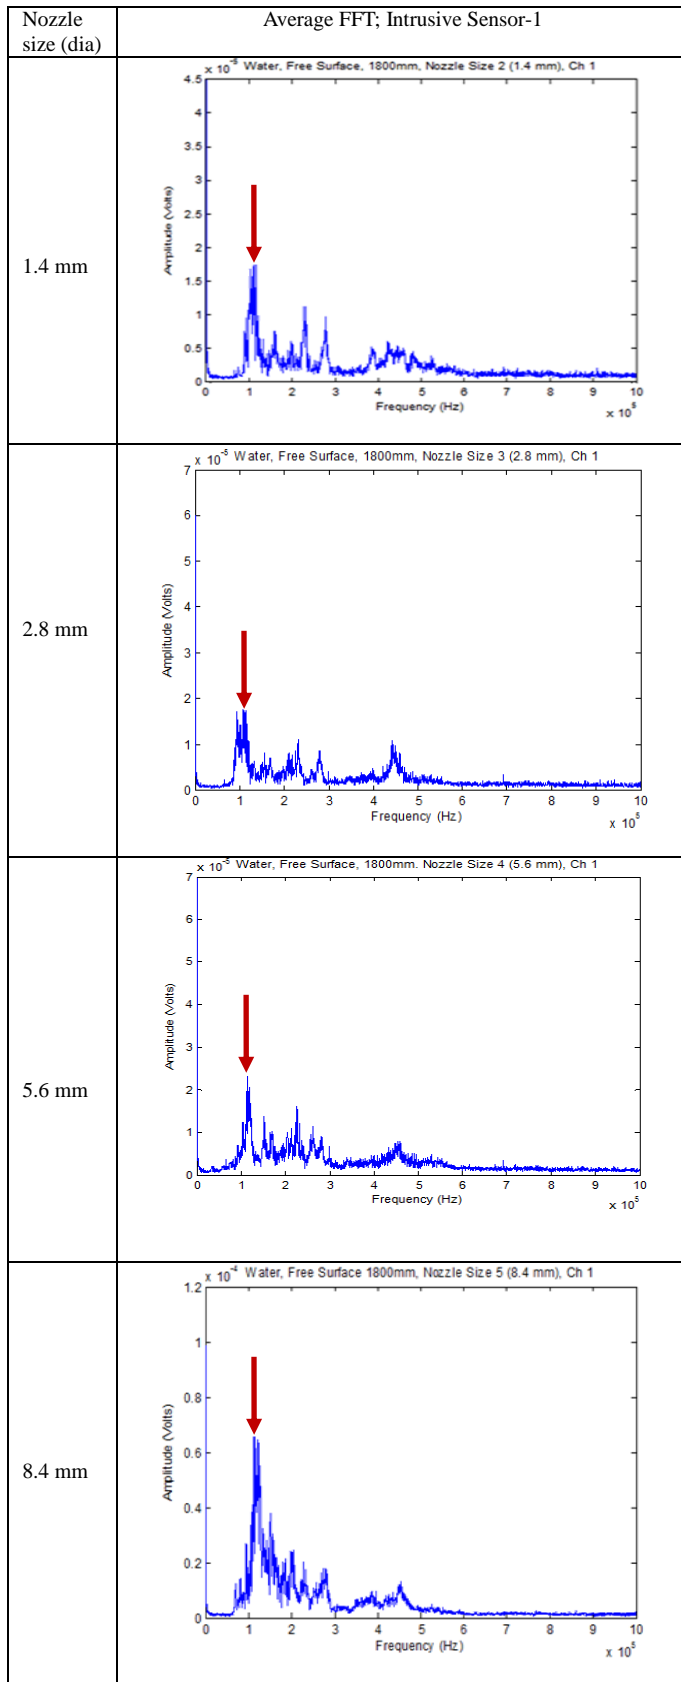 Nozzle
size (dia)
Average FFT; Intrusive Sensor-1
1.4 mm
x 10^-5 Water, Free Surface, 1800mm, Nozzle Size 2 (1.4 mm), Ch 1
4.5
4
3.5
3
2.5
2
1.5
1
0.5
0
Amplitude (Volts)
0 1 2 3 4 5 6 7 8 9 10
Frequency (Hz)
x 10^5
2.8 mm
x 10^-5 Water, Free Surface, 1800mm, Nozzle Size 3 (2.8 mm), Ch 1
7
6
5
4
3
2
1
0
Amplitude (Volts)
0 1 2 3 4 5 6 7 8 9 10
Frequency (Hz)
x 10^5
5.6 mm
x 10^-5 Water, Free Surface, 1800mm. Nozzle Size 4 (5.6 mm), Ch 1
7
6
5
4
3
2
1
0
Amplitude (Volts)
0 1 2 3 4 5 6 7 8 9 10
Frequency (Hz)
x 10^5
8.4 mm
x 10^-4 Water, Free Surface 1800mm, Nozzle Size 5 (8.4 mm), Ch 1
1.2
1
0.8
0.6
0.4
0.2
0
Amplitude (Volts)
0 1 2 3 4 5 6 7 8 9 10
Frequency (Hz)
x 10^5